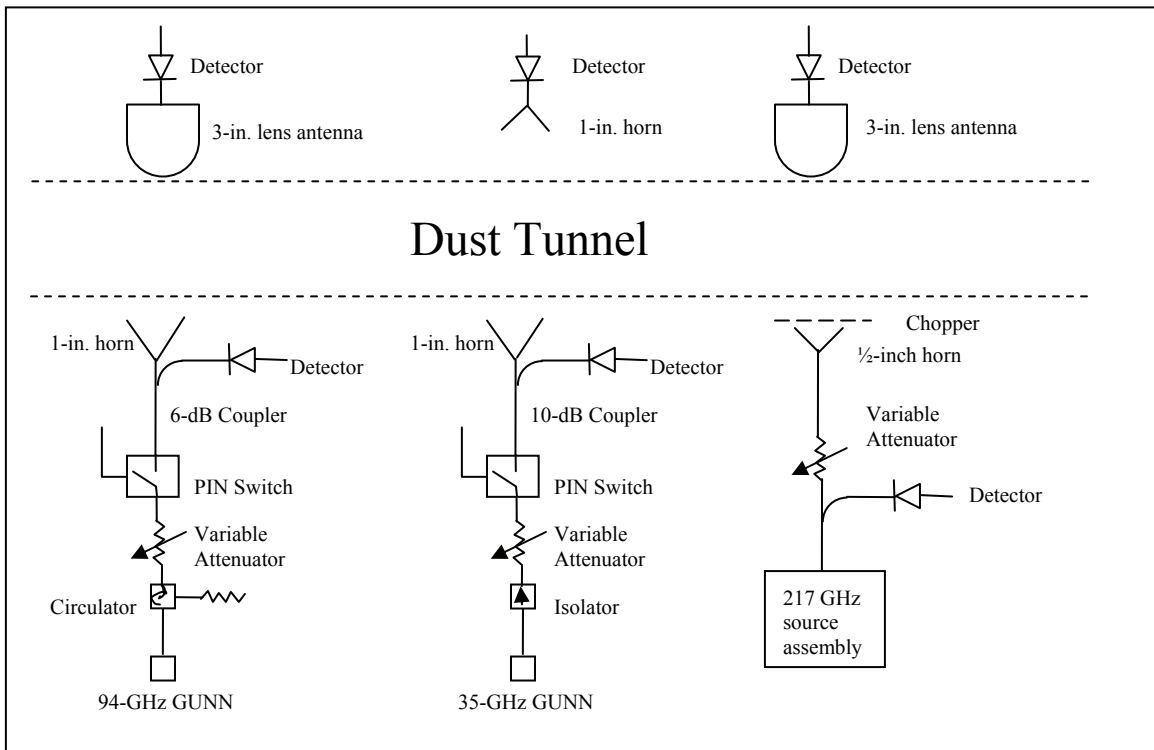 Detector
Detector
Detector
3-in. lens antenna
1-in. horn
3-in. lens antenna
Dust Tunnel
1-in. horn
Detector
6-dB Coupler
PIN Switch
Variable
Attenuator
Circulator
94-GHz GUNN
1-in. horn
Detector
10-dB Coupler
PIN Switch
Variable
Attenuator
Isolator
35-GHz GUNN
Chopper
½-inch horn
Variable
Attenuator
Detector
217 GHz
source
assembly